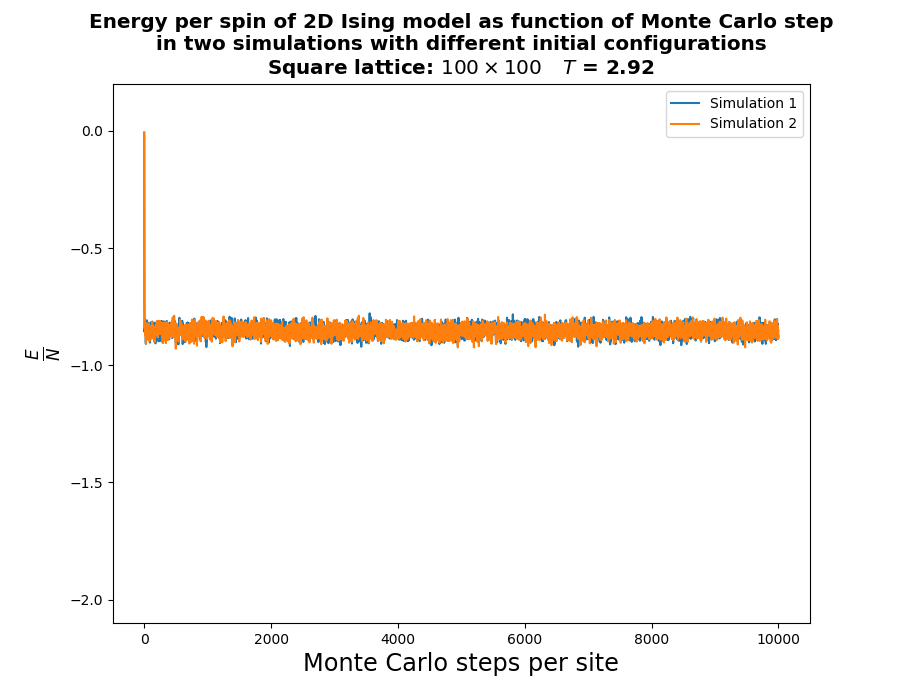 Energy per spin of 2D Ising model as function of Monte Carlo step
in two simulations with different initial configurations
Square lattice: 100 × 100 T = 2.92
Simulation 1
Simulation 2
0.0
−0.5
−1.0
−1.5
−2.0
E
N
0 2000 4000 6000 8000 10000
Monte Carlo steps per site